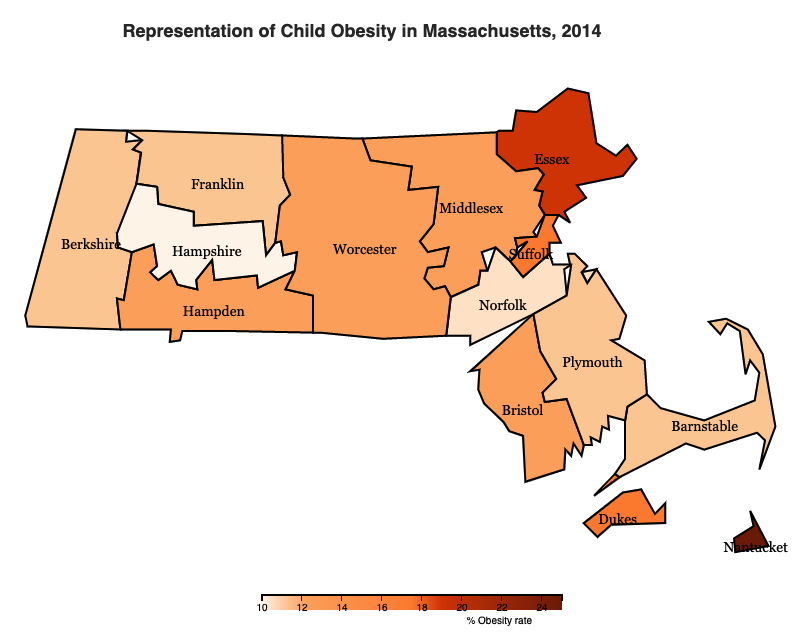 Representation of Child Obesity in Massachusetts, 2014
Essex
Franklin
Middlesex
Berkshire
Hampshire
Worcester
Suffolk
Norfolk
Hampden
Plymouth
Bristol
Barnstable
Dukes
Nantucket
10 12 14 16 18 20 22 24
% Obesity rate